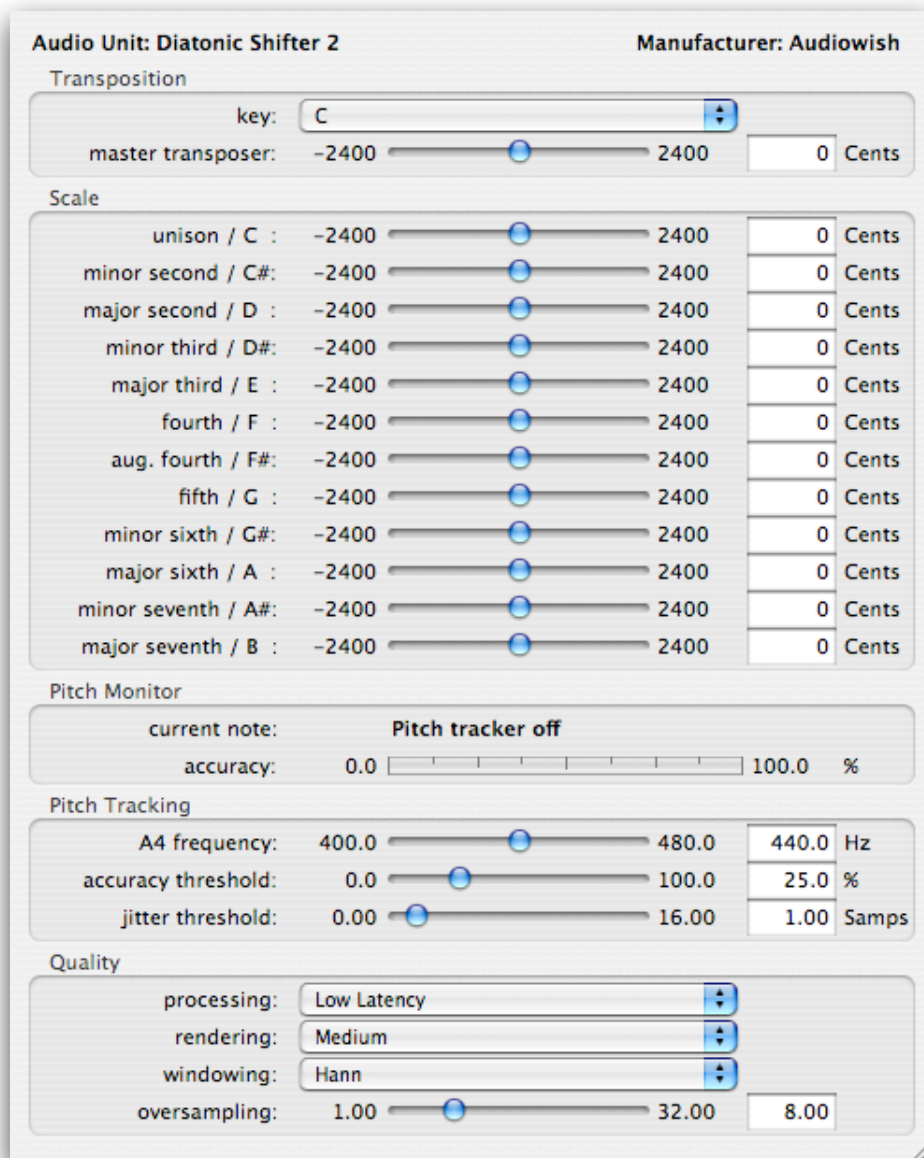 Audio Unit: Diatonic Shifter 2 Manufacturer: Audiowish
Transposition
key: C
master transposer: -2400 2400 0 Cents
Scale
unison / C : -2400 2400 0 Cents
minor second / C#: -2400 2400 0 Cents
major second / D : -2400 2400 0 Cents
minor third / D#: -2400 2400 0 Cents
major third / E : -2400 2400 0 Cents
fourth / F : -2400 2400 0 Cents
aug. fourth / F#: -2400 2400 0 Cents
fifth / G : -2400 2400 0 Cents
minor sixth / G#: -2400 2400 0 Cents
major sixth / A : -2400 2400 0 Cents
minor seventh / A#: -2400 2400 0 Cents
major seventh / B : -2400 2400 0 Cents
Pitch Monitor
current note: Pitch tracker off
accuracy: 0.0 100.0 %
Pitch Tracking
A4 frequency: 400.0 480.0 440.0 Hz
accuracy threshold: 0.0 100.0 25.0 %
jitter threshold: 0.00 16.00 1.00 Samps
Quality
processing: Low Latency
rendering: Medium
windowing: Hann
oversampling: 1.00 32.00 8.00